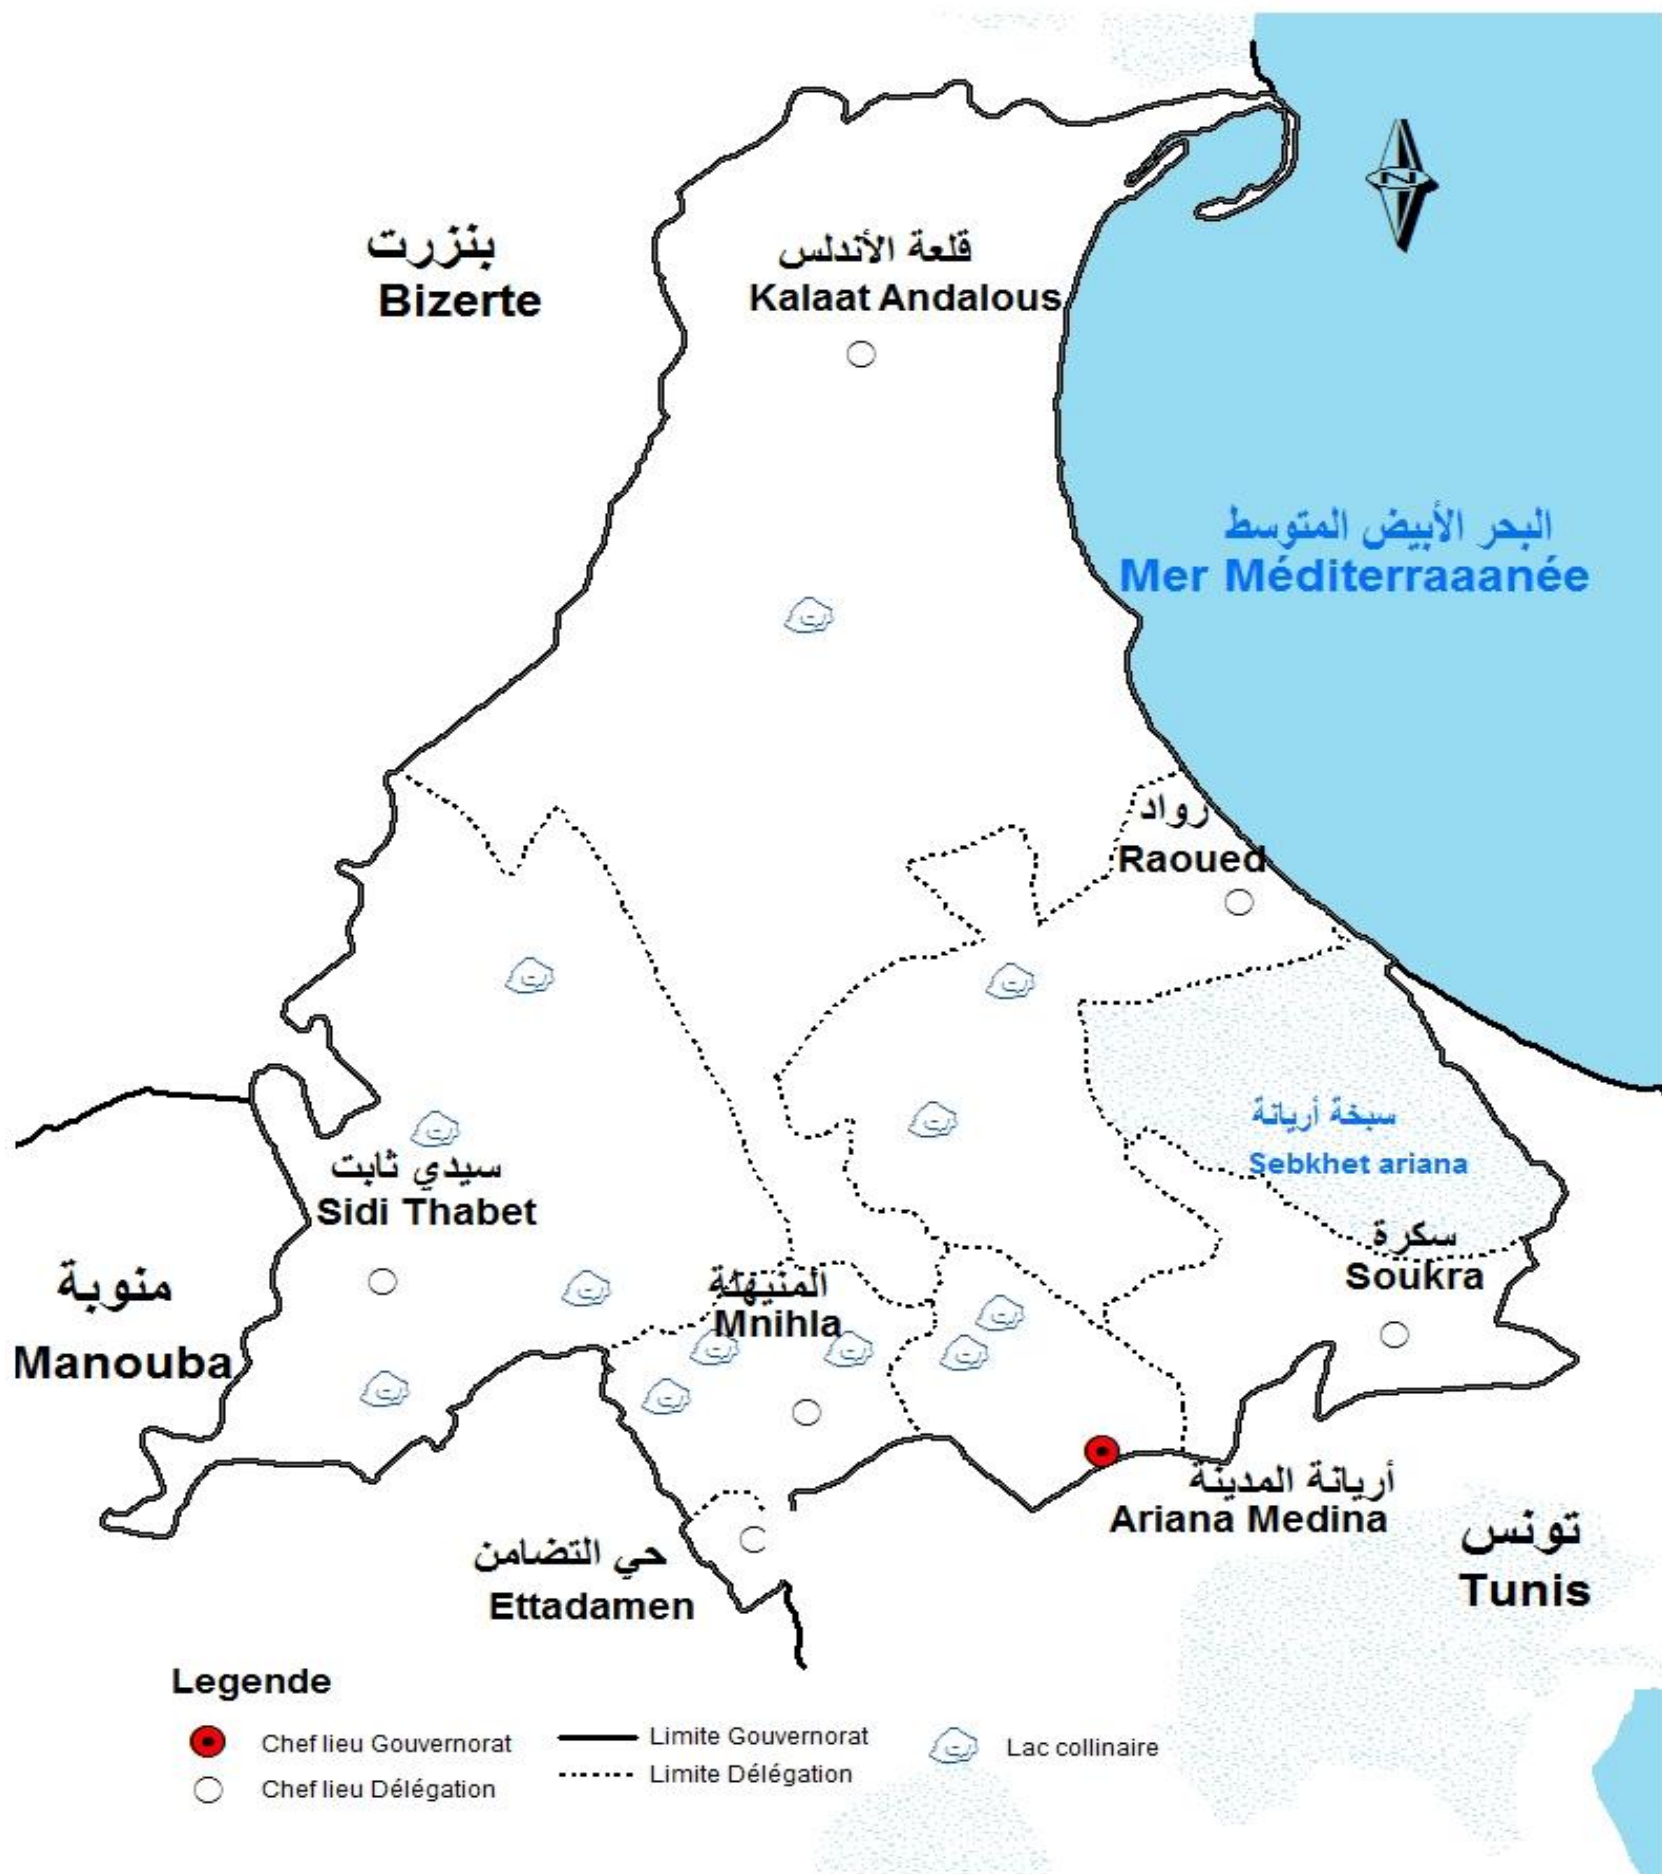 بنزرت
Bizerte
قلعة الأندلس
Kalaat Andalous
N
البحر الأبيض المتوسط
Mer Méditerraaanée
رواد
Raoued
سبخة أريانة
Sebkhet ariana
سيدي ثابت
Sidi Thabet
سكرة
Soukra
منوبة
Manouba
المنيهلة
Mnihla
أريانة المدينة
Ariana Medina
تونس
Tunis
حي التضامن
Ettadamen
Legende
Chef lieu Gouvernorat
Chef lieu Délégation
Limite Gouvernorat
Limite Délégation
Lac collinaire